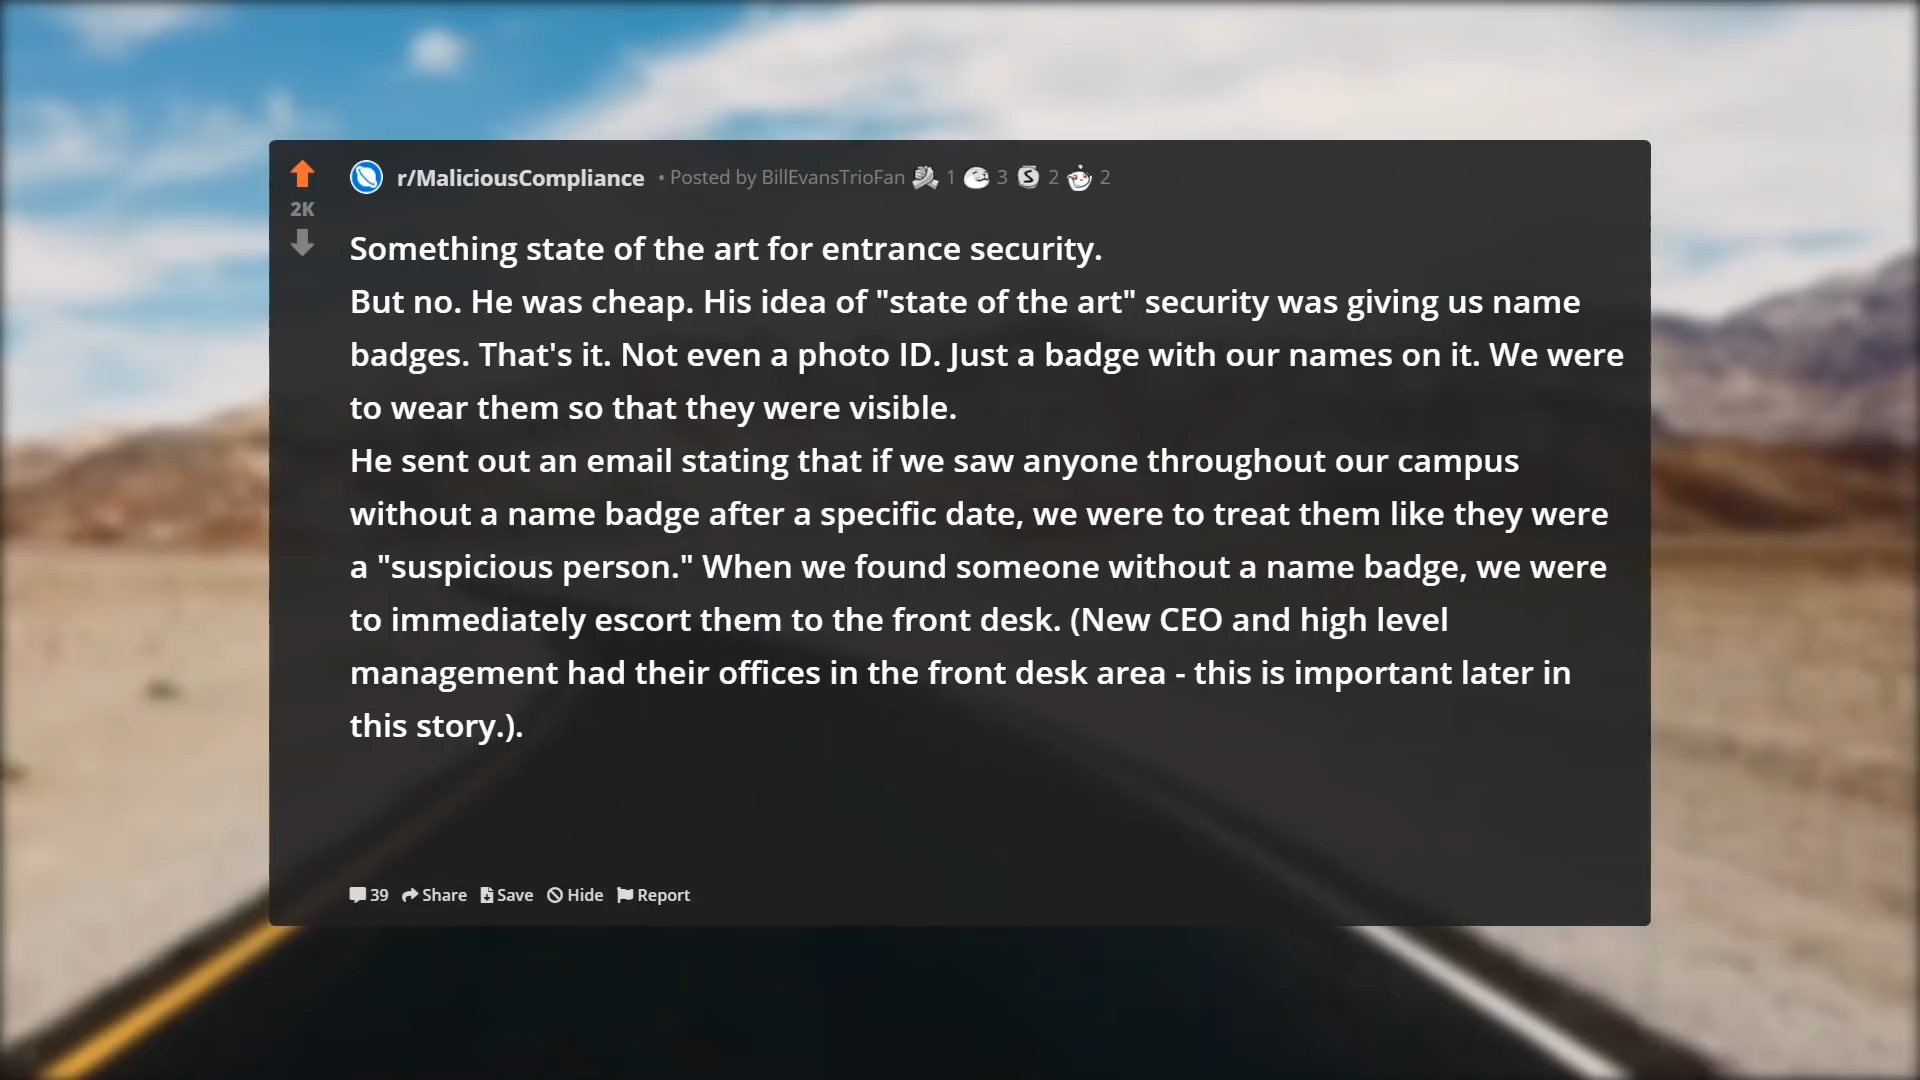 r/MaliciousCompliance • Posted by BillEvansTrioFan 1 3 S 2 2
2K
Something state of the art for entrance security.
But no. He was cheap. His idea of "state of the art" security was giving us name
badges. That's it. Not even a photo ID. Just a badge with our names on it. We were
to wear them so that they were visible.
He sent out an email stating that if we saw anyone throughout our campus
without a name badge after a specific date, we were to treat them like they were
a "suspicious person." When we found someone without a name badge, we were
to immediately escort them to the front desk. (New CEO and high level
management had their offices in the front desk area - this is important later in
this story.).
39 Share Save Hide Report